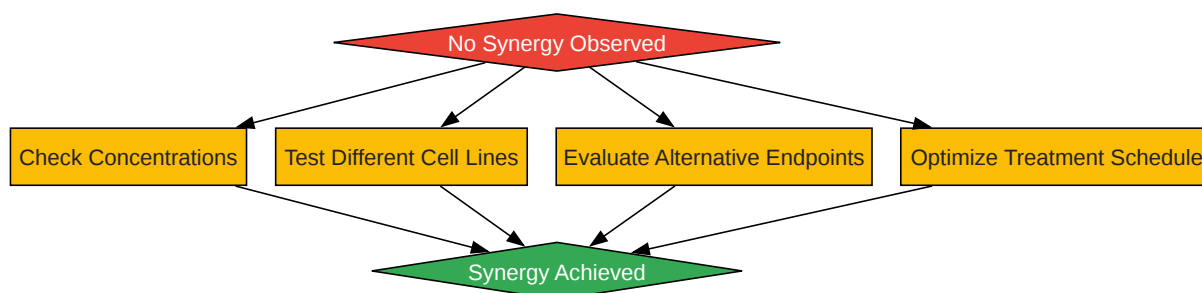 No Synergy Observed
Check Concentrations
Test Different Cell Lines
Evaluate Alternative Endpoints
Optimize Treatment Schedule
Synergy Achieved